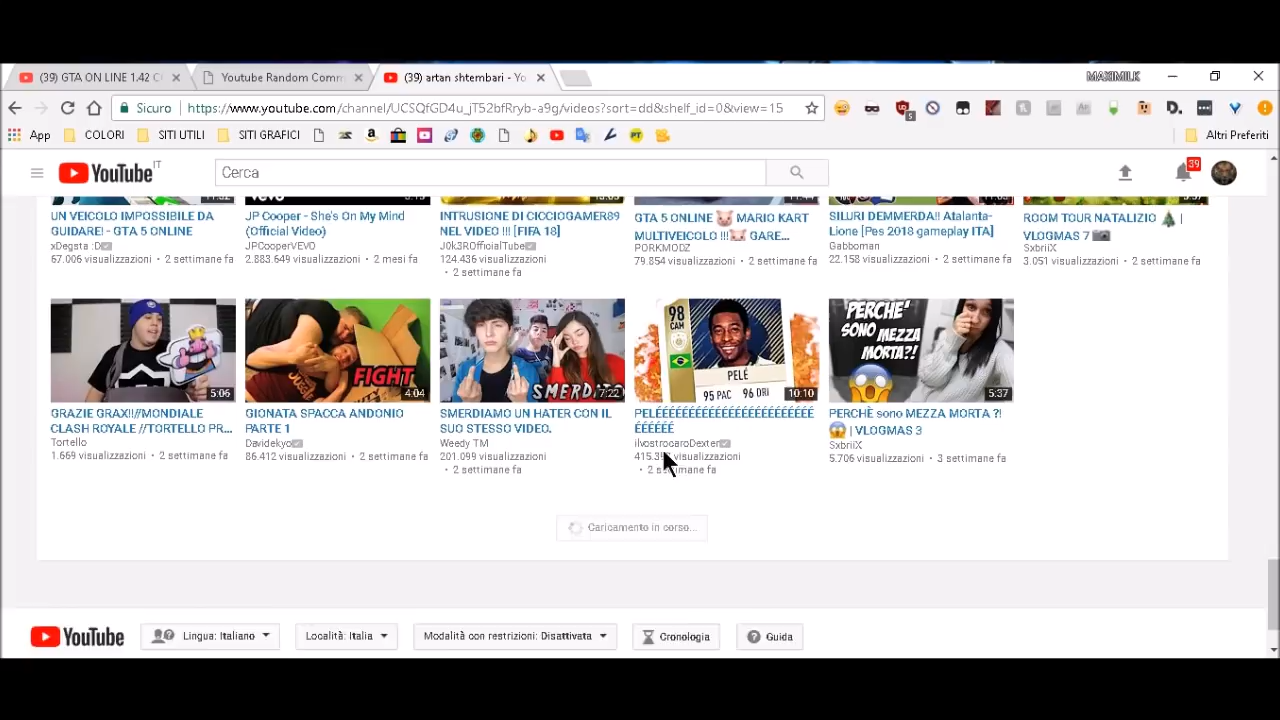 (39) GTA ON LINE 1.42 C
Youtube Random Comm
(39) artan shtembari - Yo
MAXIMILK
Sicuro
https://www.youtube.com/channel/UCSQfGD4u_jT52bfRryb-a9g/videos?sort=dd&shelf_id=0&view=15
App
COLORI
SITI UTILI
SITI GRAFICI
Altri Preferiti
YouTube IT
Cerca
39
UN VEICOLO IMPOSSIBILE DA
GUIDARE! - GTA 5 ONLINE
xDegsta :D
67.006 visualizzazioni • 2 settimane fa
JP Cooper - She's On My Mind
(Official Video)
JPCooperVEVO
2.883.649 visualizzazioni • 2 mesi fa
INTRUSIONE DI CICCIOGAMER89
NEL VIDEO !!! [FIFA 18]
J0k3ROfficialTube
124.436 visualizzazioni
• 2 settimane fa
GTA 5 ONLINE 🐷 MARIO KART
MULTIVEICOLO !!!🐷 GARE...
PORKMODZ
79.854 visualizzazioni • 2 settimane fa
SILURI DEMMERDA!! Atalanta-
Lione [Pes 2018 gameplay ITA]
Gabboman
22.158 visualizzazioni • 2 settimane fa
ROOM TOUR NATALIZIO 🎄 |
VLOGMAS 7 📷
SxbriiX
3.051 visualizzazioni • 2 settimane fa
5:06
GRAZIE GRAX!!//MONDIALE
CLASH ROYALE //TORTELLO PR...
Tortello
1.669 visualizzazioni • 2 settimane fa
FIGHT
4:04
GIONATA SPACCA ANDONIO
PARTE 1
Davidekyo
86.412 visualizzazioni • 2 settimane fa
SMERDITO
7:22
SMERDIAMO UN HATER CON IL
SUO STESSO VIDEO.
Weedy TM
201.099 visualizzazioni
• 2 settimane fa
98
CAM
PELÉ
95 PAC 96 DRI
10:10
PELÉÉÉÉÉÉÉÉÉÉÉÉÉÉÉÉÉÉÉÉÉÉÉÉ
ÉÉÉÉÉÉ
ilvostrocaroDexter
visualizzazioni
• 2 settimane fa
PERCHE'
SONO MEZZA
MORTA?!
5:37
PERCHÈ sono MEZZA MORTA ?!
😱 | VLOGMAS 3
SxbriiX
5.706 visualizzazioni • 3 settimane fa
Caricamento in corso...
YouTube
Lingua: Italiano
Località: Italia
Modalità con restrizioni: Disattivata
Cronologia
Guida